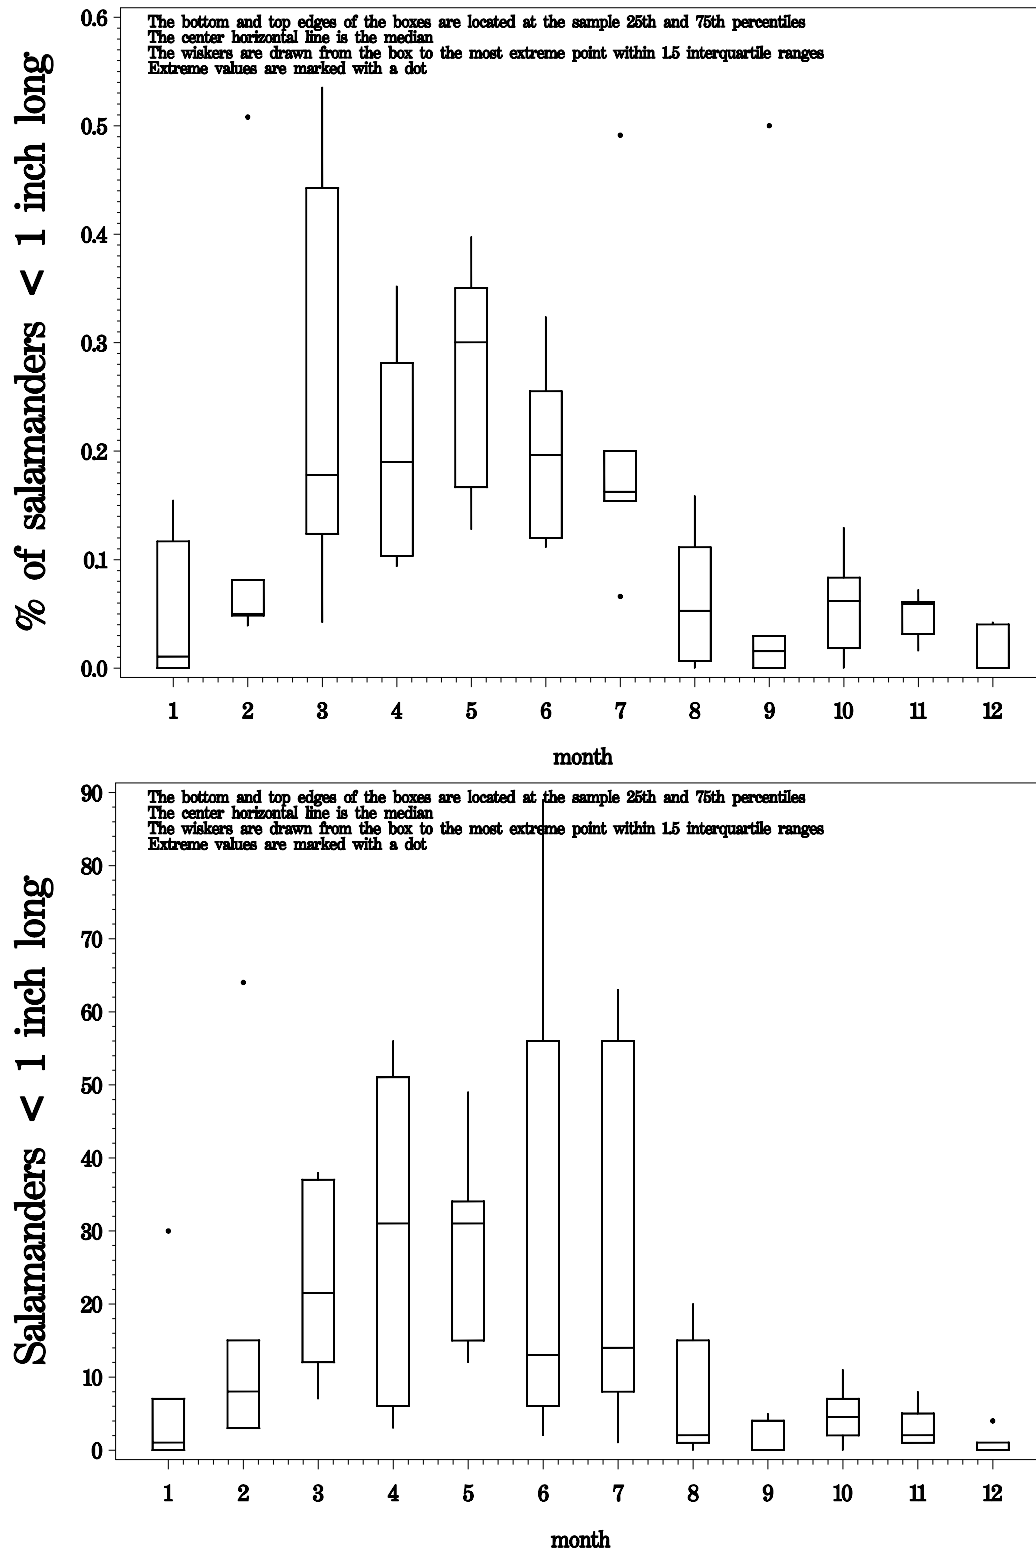 The bottom and top edges of the boxes are located at the sample 25th and 75th percentiles
The center horizontal line is the median
The wiskers are drawn from the box to the most extreme point within 1.5 interquartile ranges
Extreme values are marked with a dot
% of salamanders < 1 inch long
0.6
0.5
0.4
0.3
0.2
0.1
0.0
1 2 3 4 5 6 7 8 9 10 11 12
month
The bottom and top edges of the boxes are located at the sample 25th and 75th percentiles
The center horizontal line is the median
The wiskers are drawn from the box to the most extreme point within 1.5 interquartile ranges
Extreme values are marked with a dot
Salamanders < 1 inch long
90
80
70
60
50
40
30
20
10
0
1 2 3 4 5 6 7 8 9 10 11 12
month